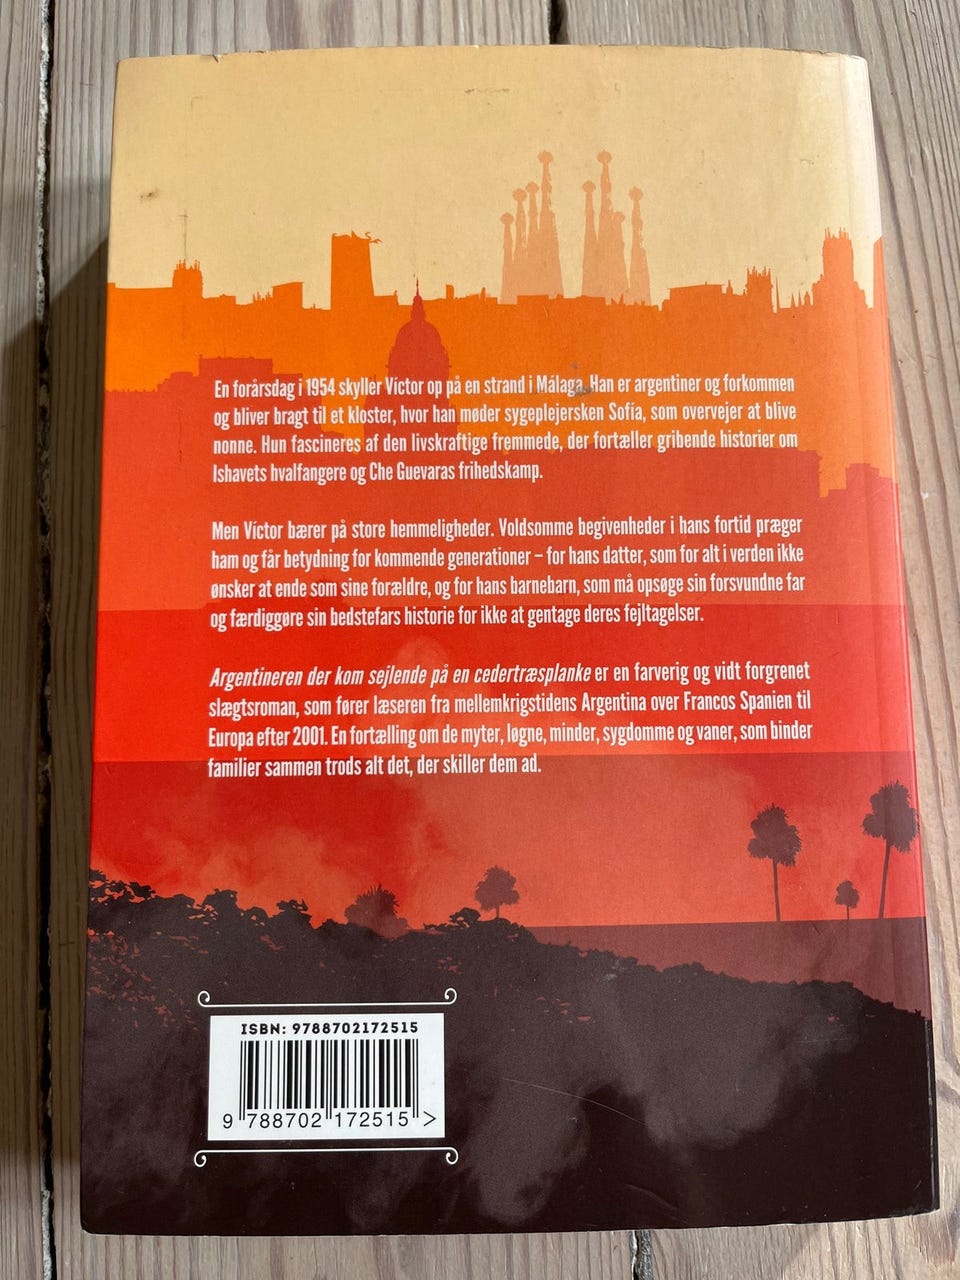 En forårsdag i 1954 skyller Víctor op på en strand i Málaga. Han er argentiner og forkommen
og bliver bragt til et kloster, hvor han møder sygeplejersken Sofía, som overvejer at blive
nonne. Hun fascineres af den livskraftige fremmede, der fortæller gribende historier om
Ishavets hvalfangere og Che Guevaras frihedskamp.
Men Víctor bærer på store hemmeligheder. Voldsomme begivenheder i hans fortid præger
ham og får betydning for kommende generationer – for hans datter, som for alt i verden ikke
ønsker at ende som sine forældre, og for hans barnebarn, som må opsøge sin forsvundne far
og færdiggøre sin bedstefars historie for ikke at gentage deres fejltagelser.
Argentineren der kom sejlende på en cedertræsplanke er en farverig og vidt forgrenet
slægtsroman, som fører læseren fra mellemkrigstidens Argentina over Francos Spanien til
Europa efter 2001. En fortælling om de myter, løgne, minder, sygdomme og vaner, som binder
familier sammen trods alt det, der skiller dem ad.
ISBN: 9788702172515
9 788702 172515 >